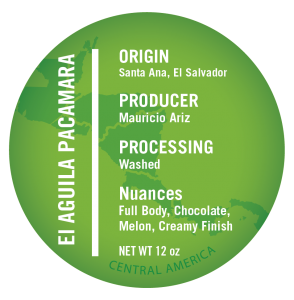 EI AGUILA PACAMARA
ORIGIN
Santa Ana, El Salvador
PRODUCER
Mauricio Ariz
PROCESSING
Washed
Nuances
Full Body, Chocolate,
Melon, Creamy Finish
NET WT 12 oz
CENTRAL AMERICA